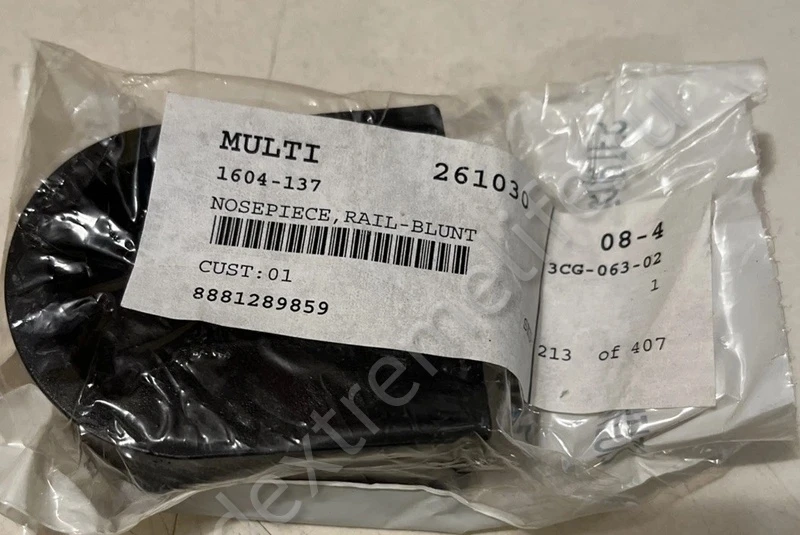 MULTI
261030
1604-137
NOSEPIECE,RAIL-BLUNT
CUST:01
8881289859
08-4
3CG-063-02
1
213 of 407